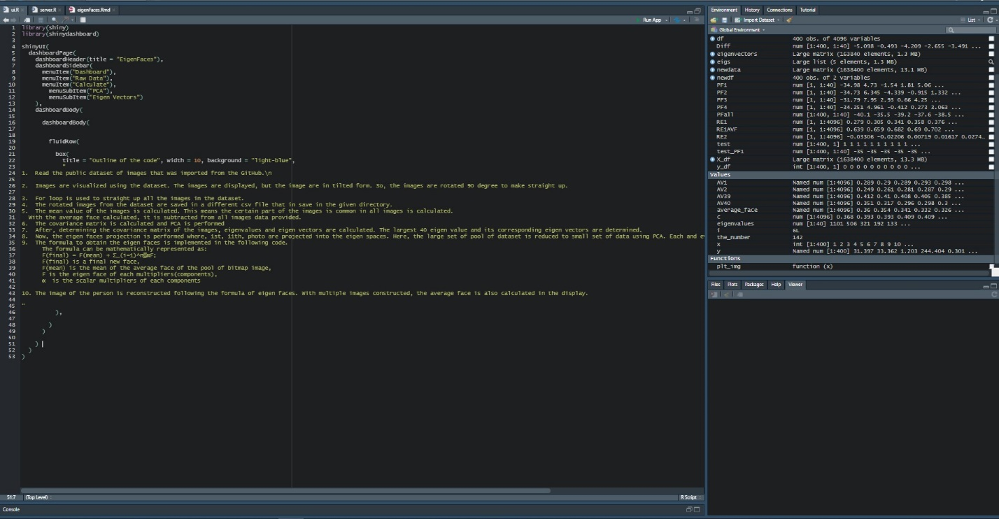 ui.R server.R eigenFaces.Rmd
Run App
1 library(shiny)
2 library(shinydashboard)
3
4 shinyUI(
5 dashboardPage(
6 dashboardHeader(title = "EigenFaces"),
7 dashboardSidebar(
8 menuItem("Dashboard"),
9 menuItem("Raw Data"),
10 menuItem("Calculate"),
11 menuSubItem("PCA"),
12 menuSubItem("Eigen Vectors")
13 ),
14 dashboardBody(
15
16 dashboardBody(
17
18
19 fluidRow(
20
21 box(
22 title = "Outline of the code", width = 10, background = "light-blue",
23 "
24 1. Read the public dataset of images that was imported from the GitHub.\n
25
26 2. Images are visualized using the dataset. The images are displayed, but the image are in tilted form. So, the images are rotated 90 degree to make straight up.
27
28 3. For loop is used to straight up all the images in the dataset.
29 4. The rotated images from the dataset are saved in a different csv file that in save in the given directory.
30 5. The mean value of the images is calculated. This means the certain part of the images is common in all images is calculated.
31 With the average face calculated, it is subtracted from all images data provided.
32 6. The covariance matrix is calculated and PCA is performed
33 7. After, determining the covariance matrix of the images, eigenvalues and eigen vectors are calculated. The largest 40 eigen value and its corresponding eigen vectors are determined.
34 8. Now, the eigen faces projection is performed where, 1st, 11th, photo are projected into the eigen spaces. Here, the large set of pool of dataset is reduced to small set of data using PCA. Each and e
35 9. The formula to obtain the eigen faces is implemented in the following code.
36 The formula can be mathematically represented as:
37 F(final) = F(mean) + Σ_(i=1)^n▒αF;
38 F(final) is a final new face,
39 F(mean) is the mean of the average face of the pool of bitmap image,
40 F is the eigen face of each multipliers(components),
41 α is the scalar multipliers of each components
42
43 10. The image of the person is reconstructed following the formula of eigen faces. With multiple images constructed, the average face is also calculated in the display.
44
45 "
46 ),
47
48 )
49 )
50
51 )
52 )
53 )
51:7 (Top Level) R Script
Console
Environment History Connections Tutorial
Import Dataset List
Global Environment
df 400 obs. of 4096 variables
Diff num [1:400, 1:40] -5.098 -0.493 -4.209 -2.655 -3.491 ...
eigenvectors Large matrix (163840 elements, 1.3 MB)
eigs Large list (5 elements, 1.3 MB)
newdata Large matrix (1638400 elements, 13.1 MB)
newdf 400 obs. of 2 variables
PF1 num [1, 1:40] -34.98 4.73 -1.54 1.81 5.06 ...
PF2 num [1, 1:40] -34.73 6.345 -4.339 -0.915 1.332 ...
PF3 num [1, 1:40] -31.79 7.95 2.93 0.66 4.25 ...
PF4 num [1, 1:40] -34.251 4.961 -0.412 0.273 3.063 ...
PFall num [1:400, 1:40] -40.1 -35.5 -39.2 -37.6 -38.5 ...
RE1 num [1, 1:4096] 0.279 0.305 0.341 0.358 0.376 ...
RE1AVF num [1, 1:4096] 0.639 0.659 0.682 0.69 0.702 ...
RE2 num [1, 1:4096] -0.03306 -0.02206 0.00719 0.01617 0.0274…
test num [1:400, 1] 1 1 1 1 1 1 1 1 1 1 ...
test_PF1 num [1:400, 1:40] -35 -35 -35 -35 -35 ...
X_df Large matrix (1638400 elements, 13.3 MB)
y_df int [1:400, 1] 0 0 0 0 0 0 0 0 0 0 ...
Values
AV1 Named num [1:4096] 0.289 0.29 0.289 0.293 0.298 ...
AV2 Named num [1:4096] 0.249 0.261 0.281 0.287 0.29 ...
AV39 Named num [1:4096] 0.412 0.41 0.408 0.405 0.385 ...
AV40 Named num [1:4096] 0.351 0.317 0.296 0.298 0.3 ...
average_face Named num [1:4096] 0.36 0.354 0.341 0.332 0.326 ...
c num [1:4096] 0.368 0.393 0.393 0.409 0.409 ...
eigenvalues num [1:40] 1101 506 321 192 133 ...
i 6L
the_number 142
x int [1:400] 1 2 3 4 5 6 7 8 9 10 ...
y Named num [1:400] 31.397 33.362 1.203 244.404 0.301 ...
Functions
plt_img function (x)
Files Plots Packages Help Viewer